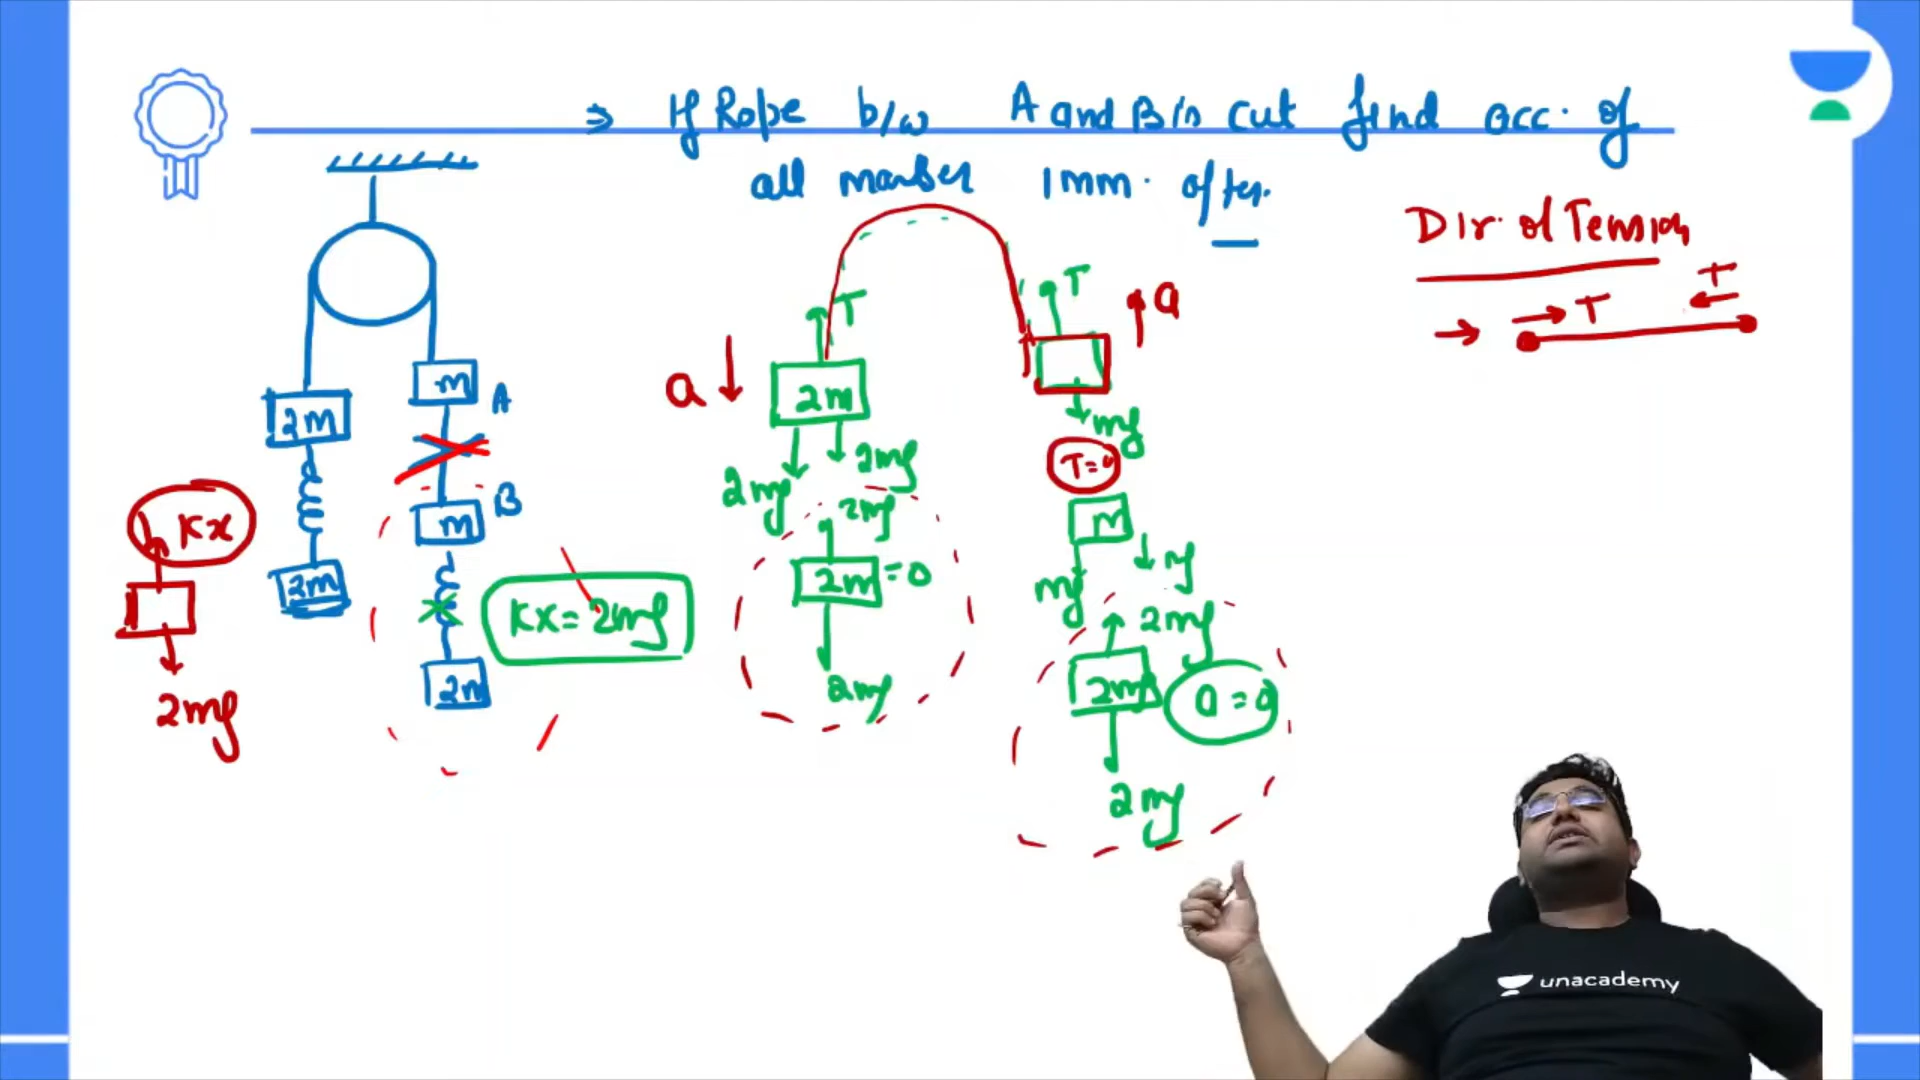 ⇒ If Rope b/w A and B is cut find acc. of
all masses imm. after.
Dir. of Tension
→ T T
T
T
a
a
m
A
2m
2m
mg
2mg
2mg
T=0
B
m
Kx
2mg
m
2m
2m =0
mg
mg
Kx = 2mg
2mg
2m
2m
a = 0
2mg
2mg
2mg
unacademy